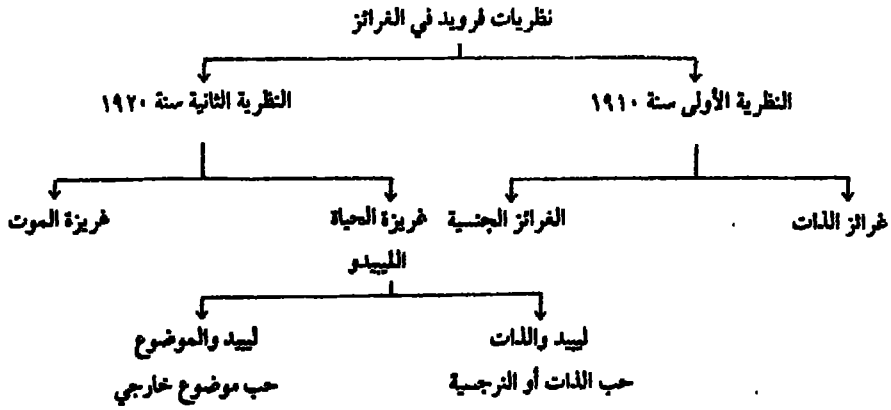 نظريات فرويد في الغرائز
النظرية الأولى سنة ١٩١٠
النظرية الثانية سنة ١٩٢٠
غرائز الذات
الغرائز الجنسية
غريزة الحياة
الليبيدو
غريزة الموت
ليبيد والذات
حب الذات أو النرجسية
ليبيد والموضوع
حب موضوع خارجي